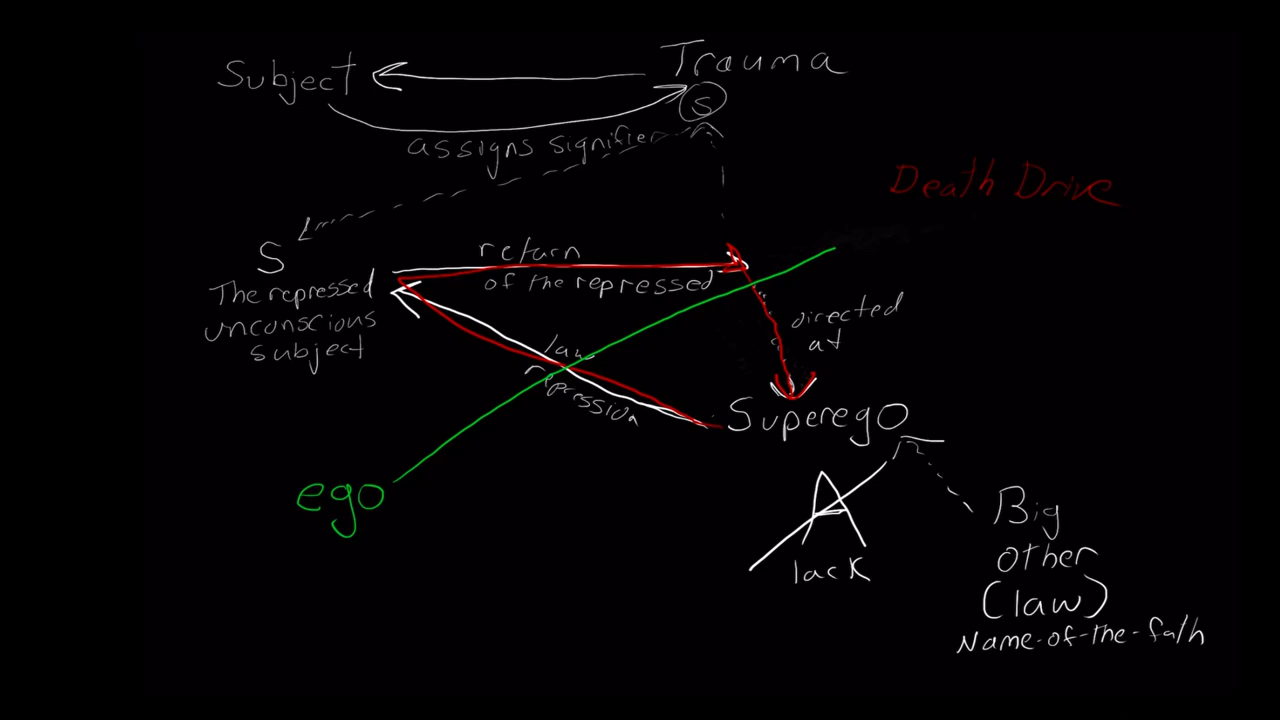 Subject
Trauma
S
assigns signifier
Death Drive
S
The repressed
unconscious
subject
return
of the repressed
directed
at
law
repression
Superego
ego
A
lack
Big
other
(law)
Name-of-the-fath